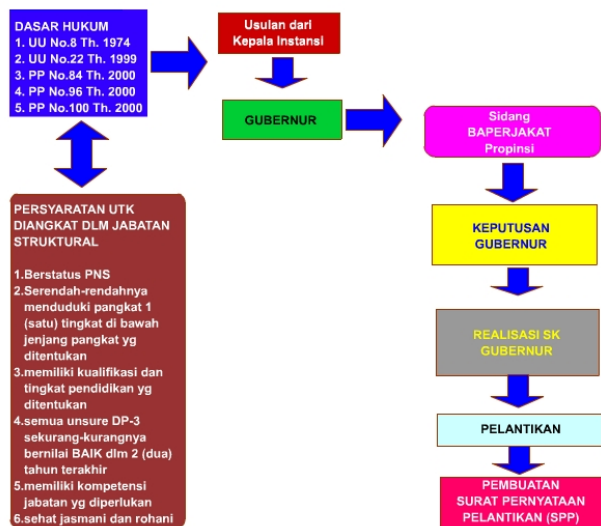 DASAR HUKUM
1. UU No.8 Th. 1974
2. UU No.22 Th. 1999
3. PP No.84 Th. 2000
4. PP No.96 Th. 2000
5. PP No.100 Th. 2000
Usulan dari
Kepala Instansi
GUBERNUR
Sidang
BAPERJAKAT
Propinsi
PERSYARATAN UTK
DIANGKAT DLM JABATAN
STRUKTURAL
1.Berstatus PNS
2.Serendah-rendahnya
menduduki pangkat 1
(satu) tingkat di bawah
jenjang pangkat yg
ditentukan
3.memiliki kualifikasi dan
tingkat pendidikan yg
ditentukan
4.semua unsure DP-3
sekurang-kurangnya
bernilai BAIK dlm 2 (dua)
tahun terakhir
5.memiliki kompetensi
jabatan yg diperlukan
6.sehat jasmani dan rohani
KEPUTUSAN
GUBERNUR
REALISASI SK
GUBERNUR
PELANTIKAN
PEMBUATAN
SURAT PERNYATAAN
PELANTIKAN (SPP)